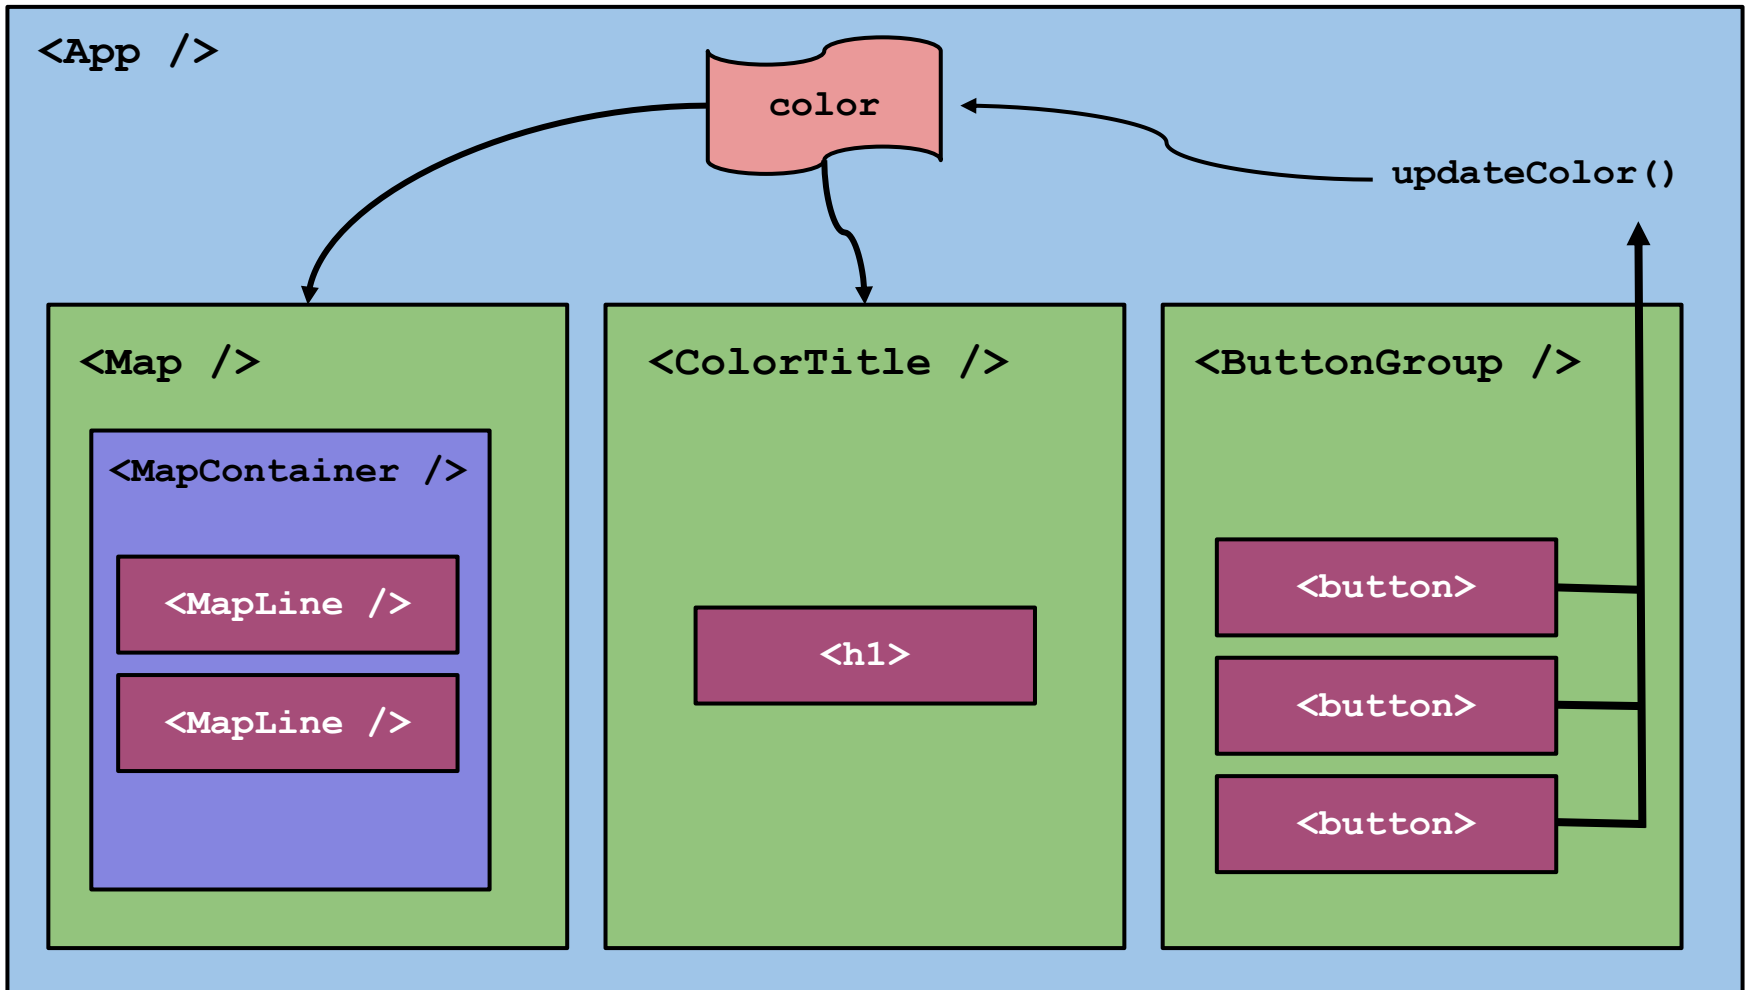 <App />
color
updateColor()
<Map />
<MapContainer />
<MapLine />
<MapLine />
<ColorTitle />
<h1>
<ButtonGroup />
<button>
<button>
<button>